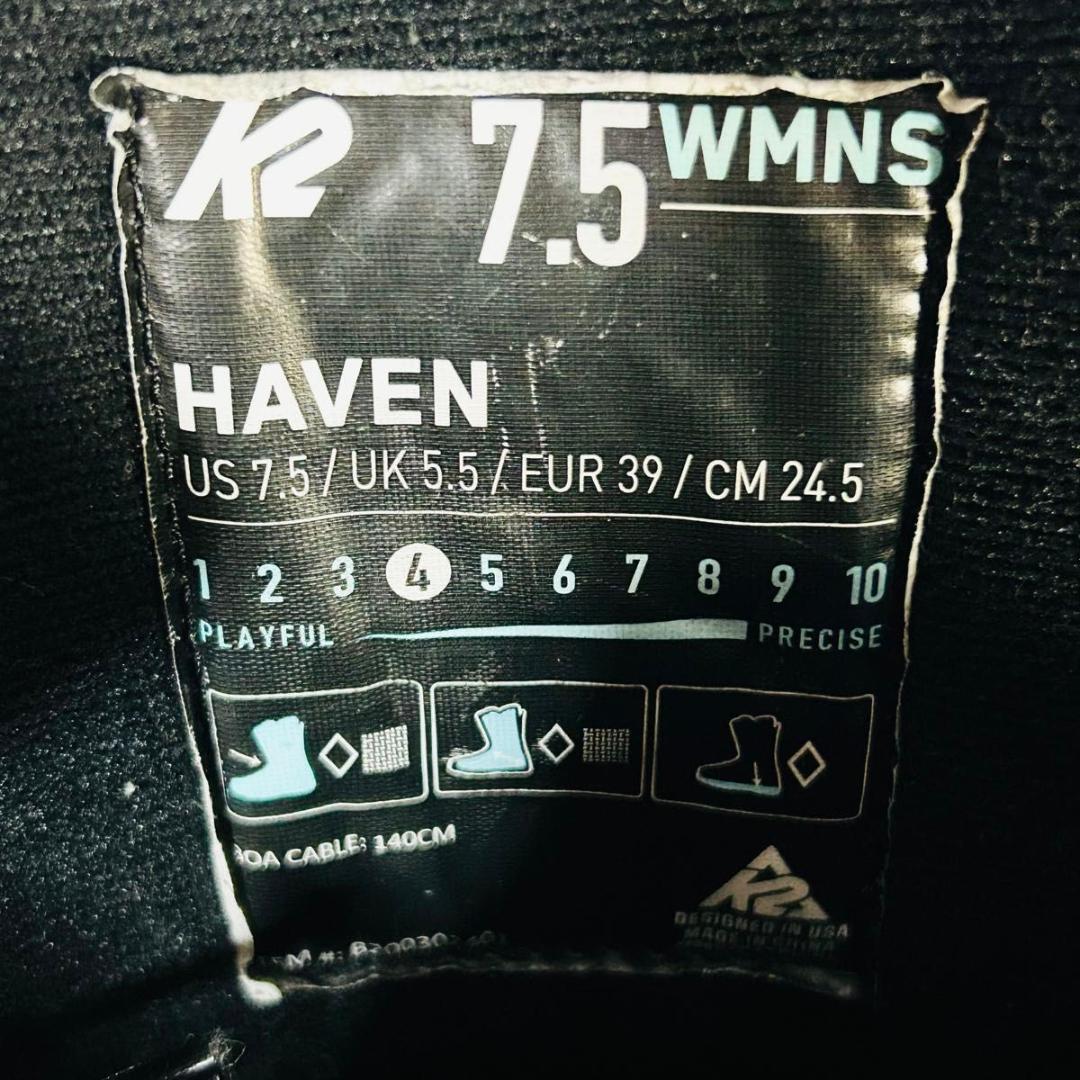 K2 7.5 WMNS
HAVEN
US 7.5 / UK 5.5 / EUR 39 / CM 24.5
1 2 3 4 5 6 7 8 9 10
PLAYFUL PRECISE
BOA CABLE: 140CM
K2
DESIGNED IN USA
MADE IN CHINA